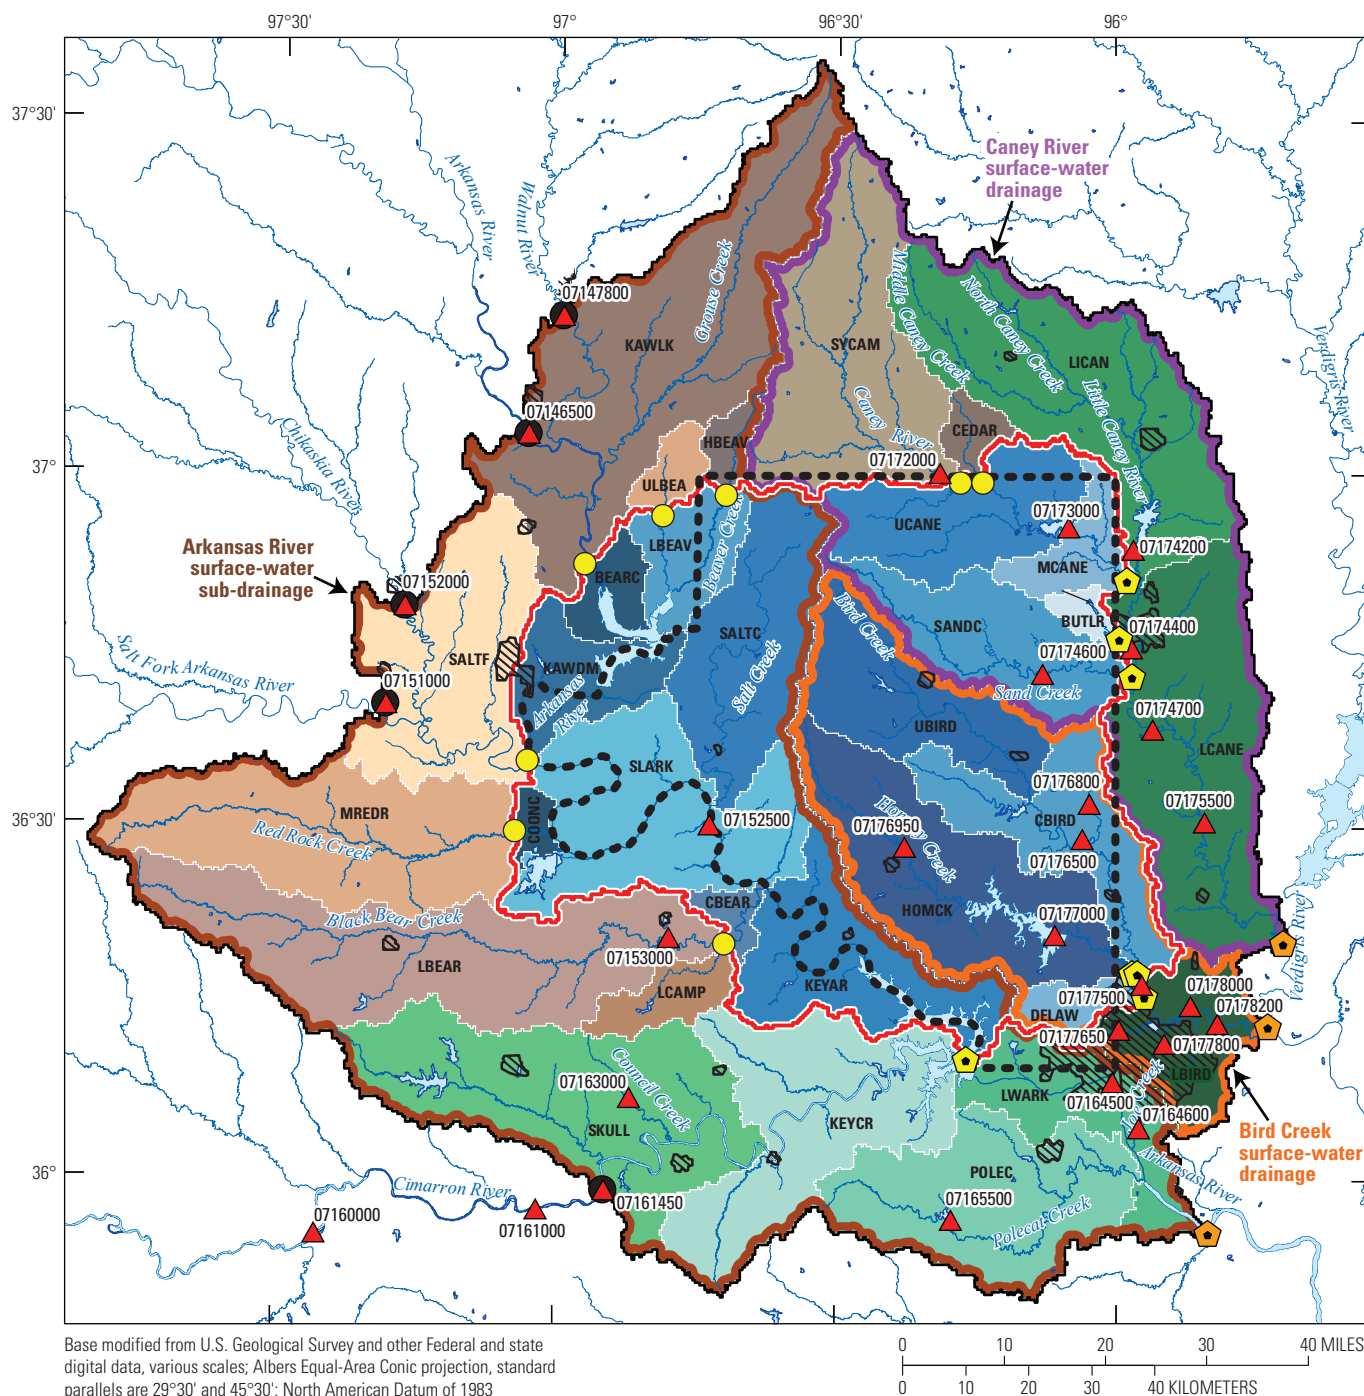 97°30'
97°
96°30'
96°
37°30'
37°
36°30'
36°
Caney River
surface-water
drainage
Arkansas River
Walnut River
Grouse Creek
Middle Caney Creek
North Caney Creek
Little Caney River
Verdigris River
07147800
KAWLK
SYCAM
LICAN
Caney River
CEDAR
07146500
HBEAV
07172000
Chikaskia River
ULBEA
UCANE
07173000
Arkansas River
surface-water
sub-drainage
LBEAV
Beaver Creek
BEARC
MCANE
07174200
07152000
Bird Creek
SANDC
BUTLR
07174400
07174600
SALTC
Salt Creek
SALTF
KAWDM
Arkansas
River
Sand Creek
Salt Fork Arkansas River
07151000
07174700
LCANE
UBIRD
SLARK
07176800
MREDR
Red Rock Creek
COONC
07152500
07176950
Hominy Creek
CBIRD
07176500
07175500
Black Bear Creek
LBEAR
CBEAR
HOMCK
07177000
07153000
LCAMP
KEYAR
DELAW
Verdigris River
07177500
07178000
07178200
07177650
07177800
LBIRD
Council Creek
07163000
SKULL
KEYCR
LWARK
07164500
Joe Creek
07164600
POLEC
Bird Creek
surface-water
drainage
Arkansas River
Cimarron River
07161450
07161000
07160000
07165500
Polecat Creek
Base modified from U.S. Geological Survey and other Federal and state
digital data, various scales; Albers Equal-Area Conic projection, standard
parallels are 29°30' and 45°30'; North American Datum of 1983
0 10 20 30 40 MILES
0 10 20 30 40 KILOMETERS